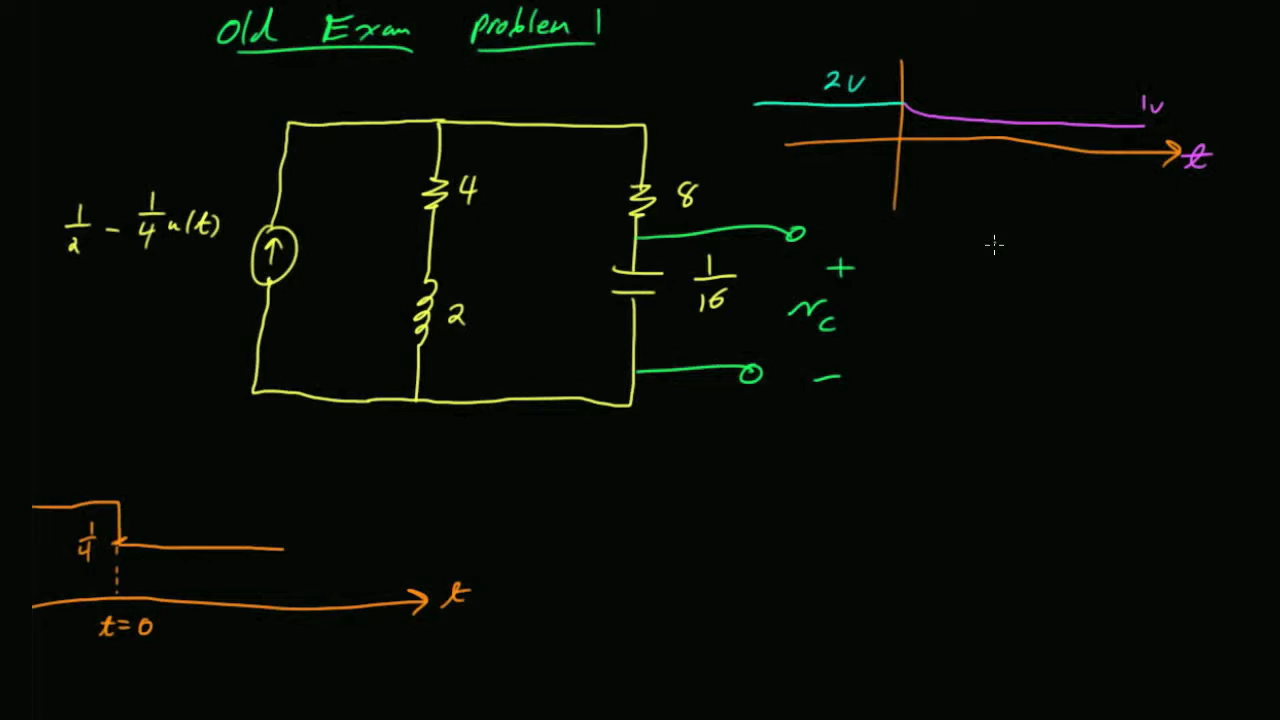 Old Exam problem 1
2v
1v
t
4
8
1/2 - 1/4 u(t)
+
1/16
2
v_c
-
1/4
t
t=0